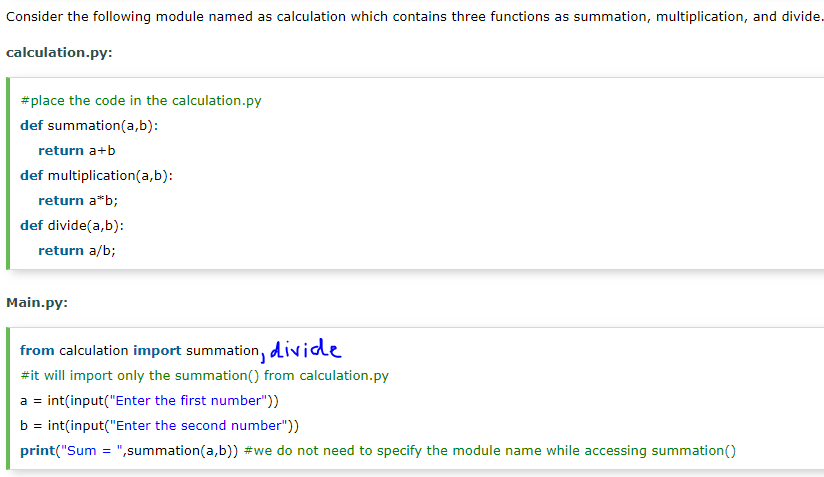 Consider the following module named as calculation which contains three functions as summation, multiplication, and divide.
calculation.py:
#place the code in the calculation.py
def summation(a,b):
    return a+b
def multiplication(a,b):
    return a*b;
def divide(a,b):
    return a/b;
Main.py:
from calculation import summation, divide
#it will import only the summation() from calculation.py
a = int(input("Enter the first number"))
b = int(input("Enter the second number"))
print("Sum = ",summation(a,b)) #we do not need to specify the module name while accessing summation()